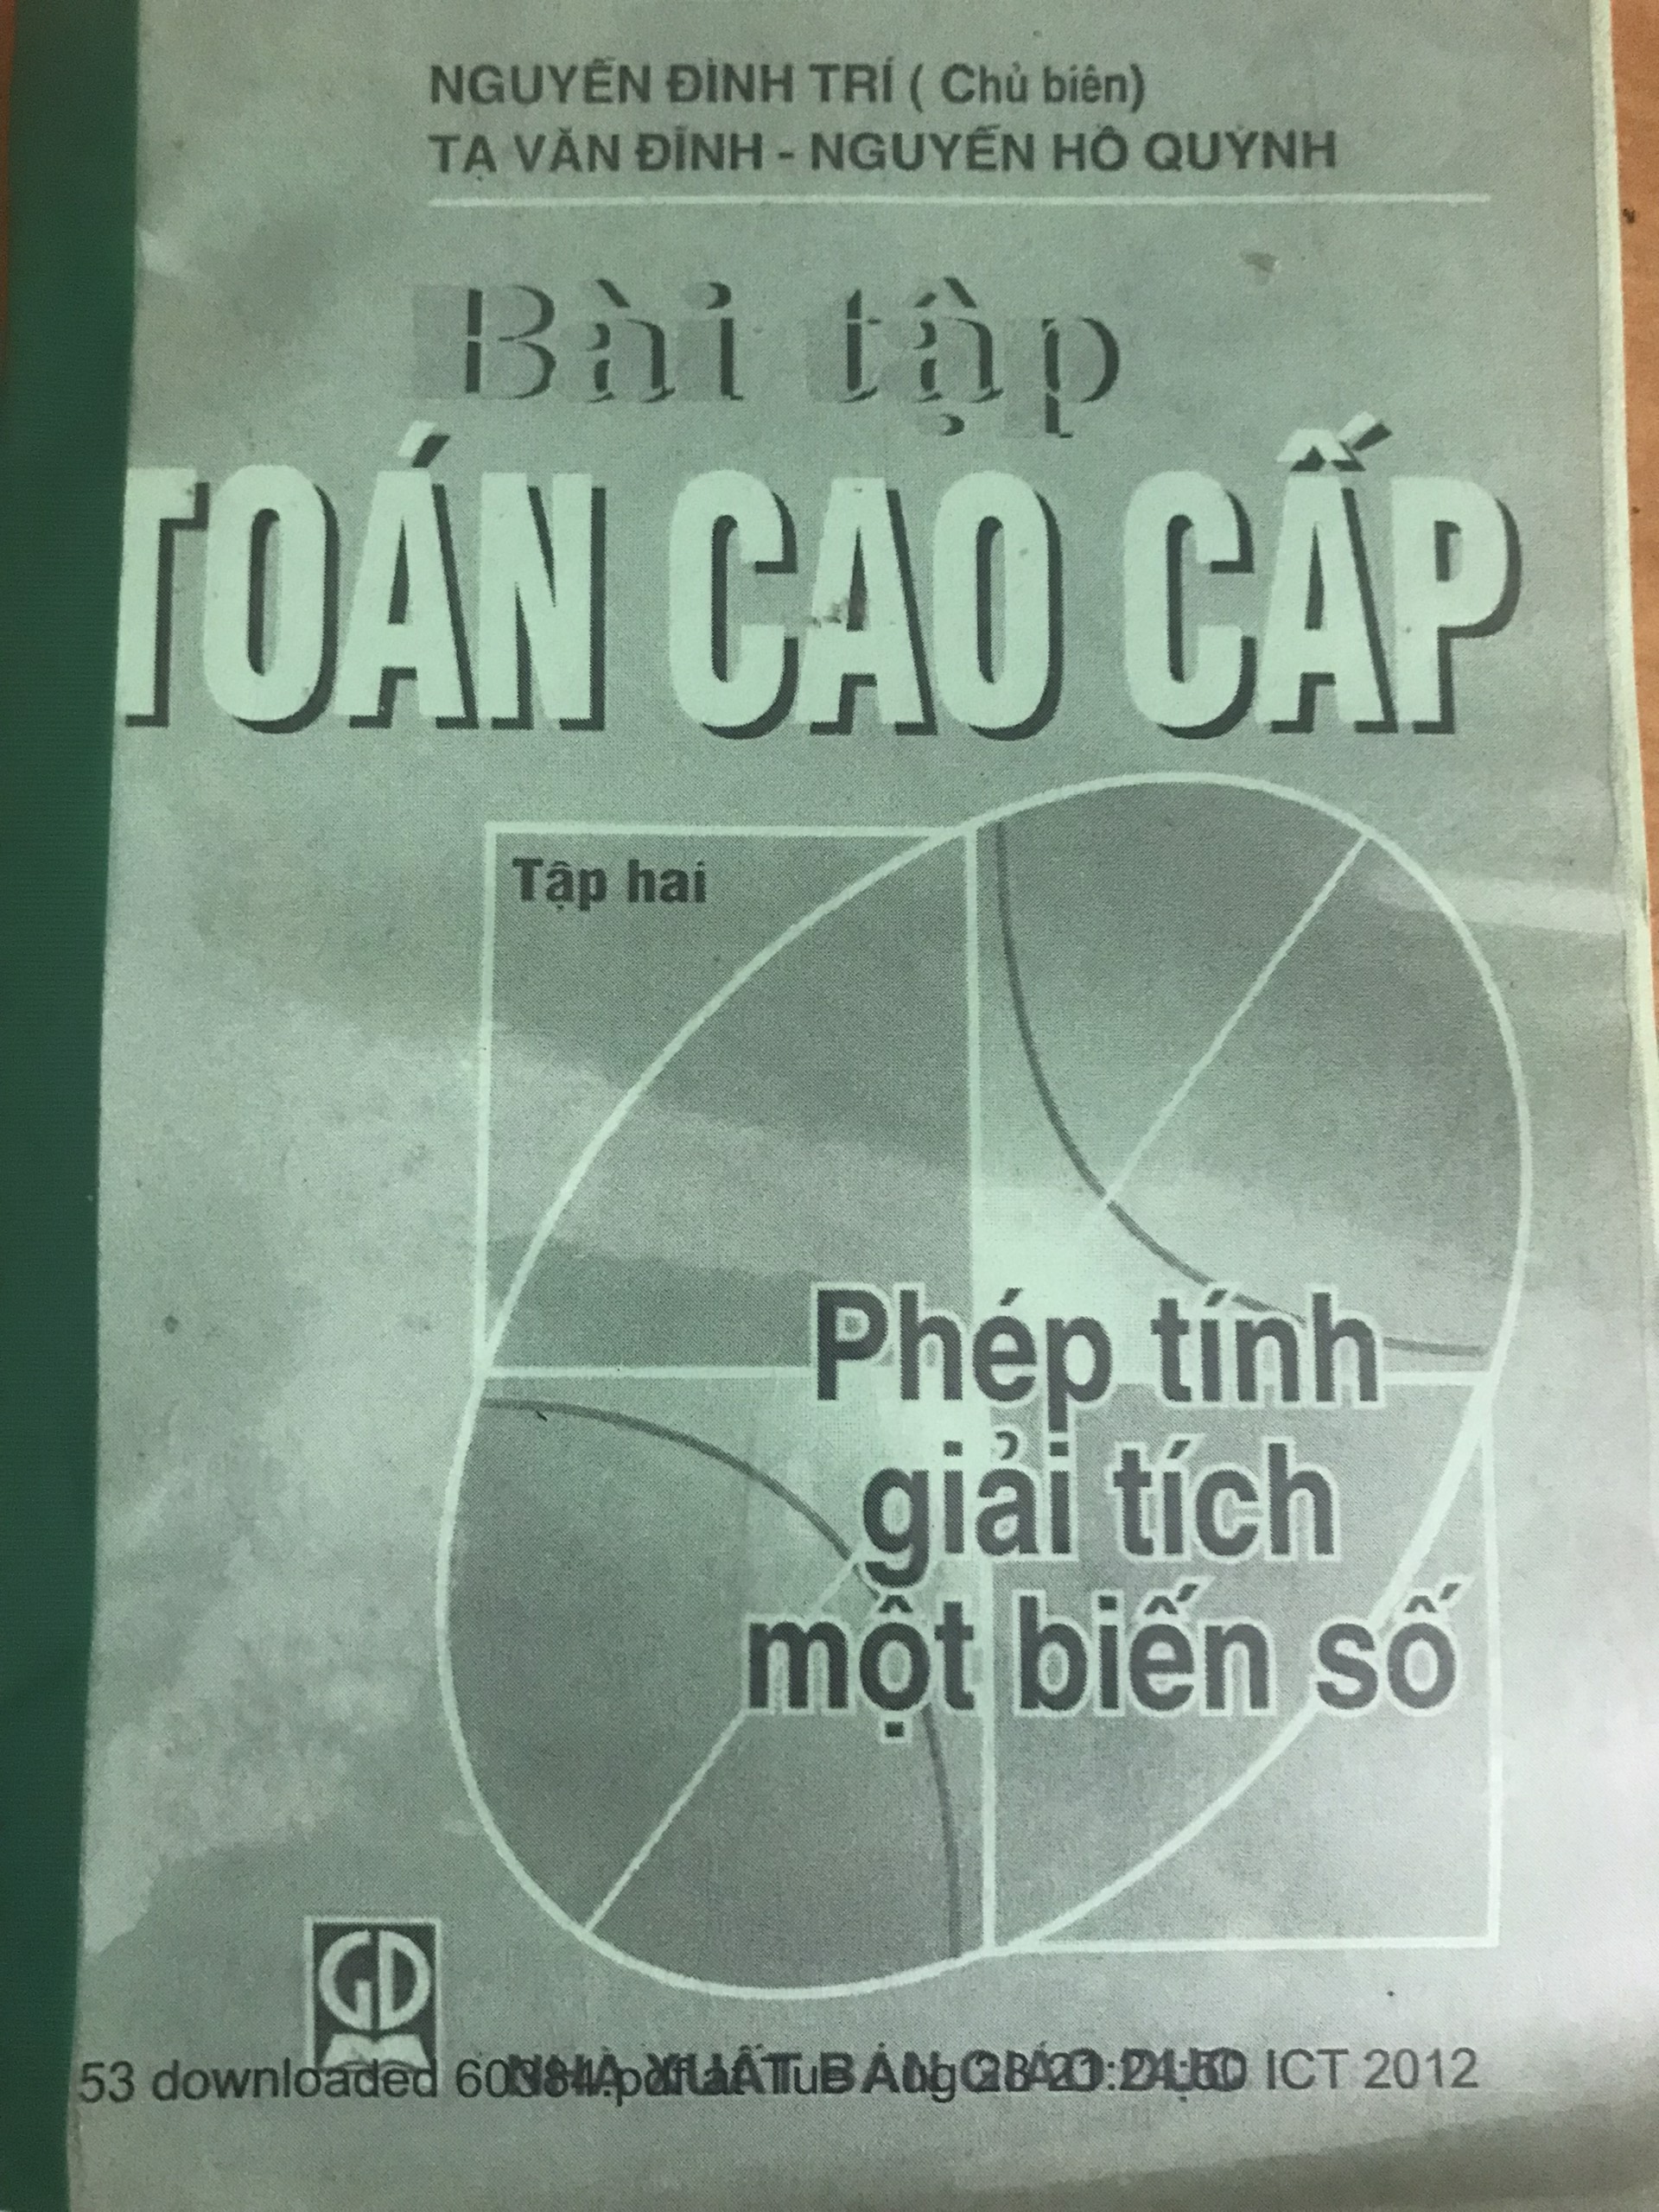 NGUYỄN ĐÌNH TRÍ ( Chủ biên)
TẠ VĂN ĐĨNH - NGUYỄN HỒ QUỲNH
Bài tập
TOÁN CAO CẤP
Tập hai
Phép tính
giải tích
một biến số
GD
NHÀ XUẤT BẢN GIÁO DỤC
53 downloaded 60384.pdf at Tue Aug 28 21:24:50 ICT 2012